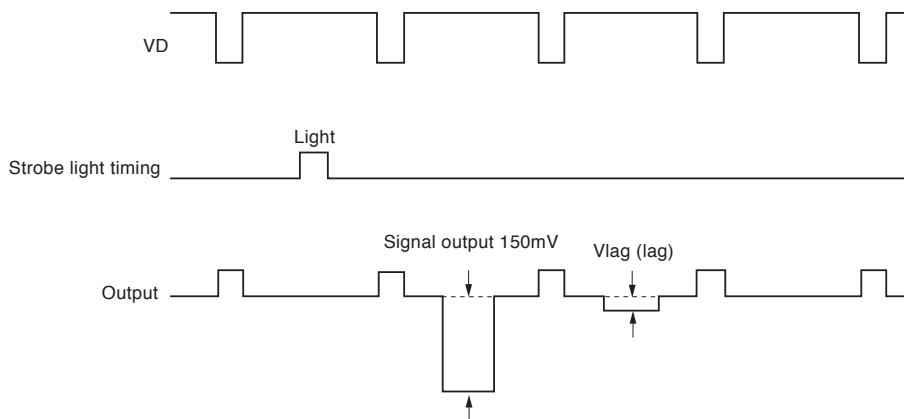 VD
Light
Strobe light timing
Signal output 150mV
Vlag (lag)
Output